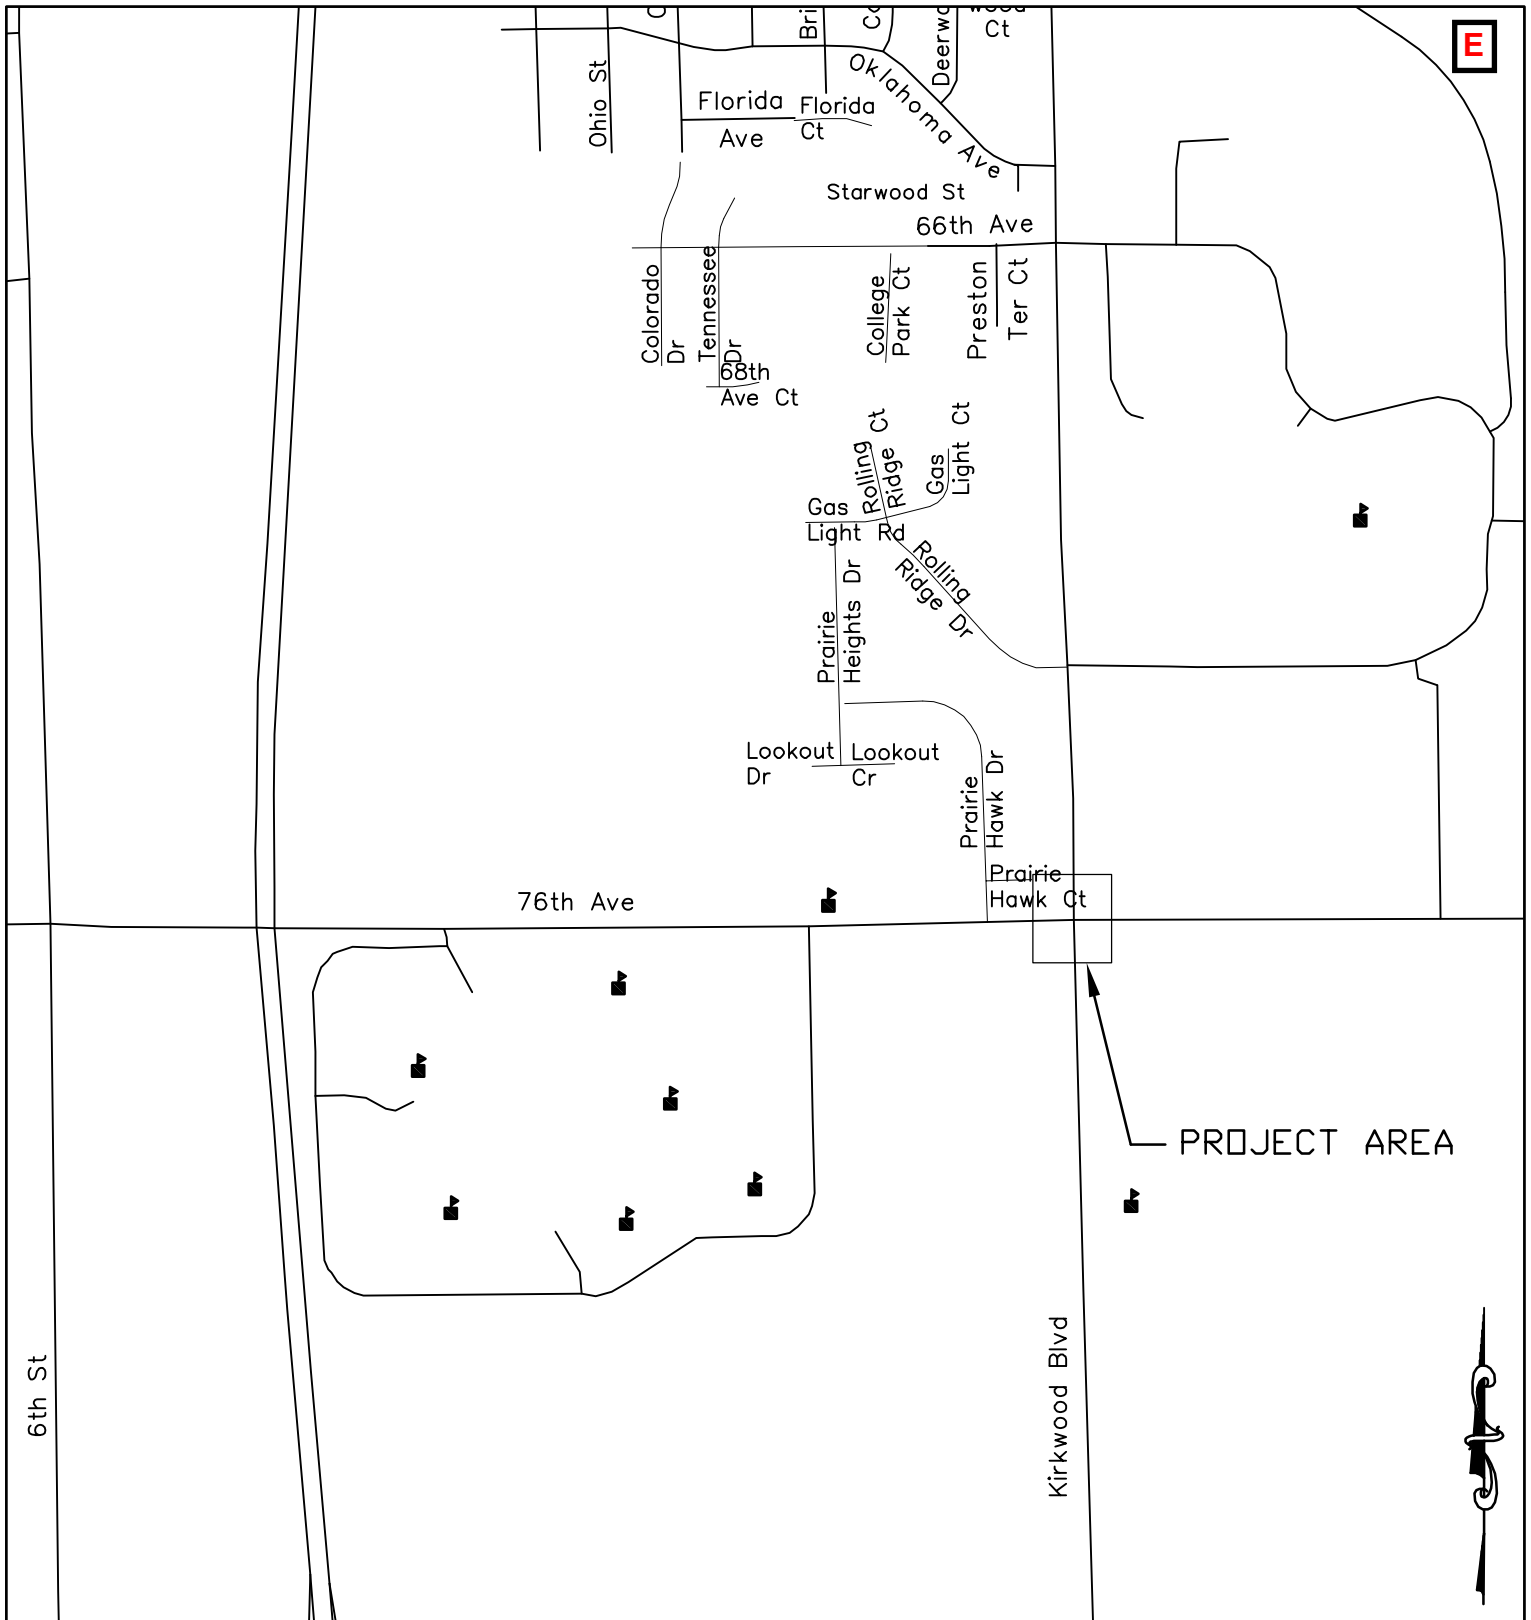 Ct
E
Ohio St
Deerwo
Oklahoma Ave
Florida
Ave
Florida
Ct
Starwood St
66th Ave
Colorado
Dr
Tennessee
Dr
College
Park Ct
Preston
Ter Ct
68th
Ave Ct
Rolling
Ridge Ct
Gas
Light Ct
Gas
Light Rd
Rolling
Ridge Dr
Prairie
Heights Dr
Lookout
Dr
Lookout
Cr
Prairie
Hawk Dr
Prairie
Hawk Ct
76th Ave
PROJECT AREA
6th St
Kirkwood Blvd